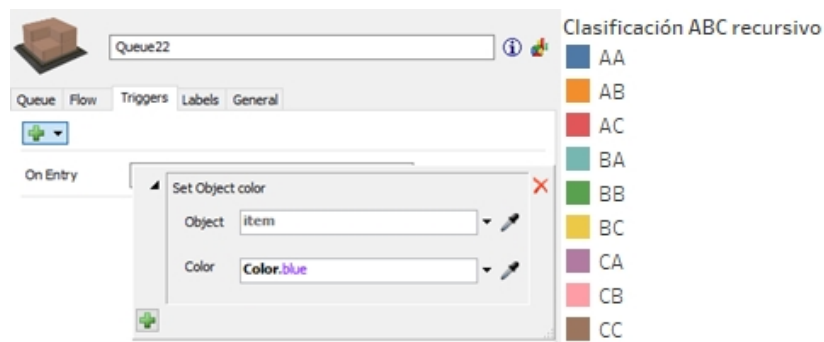 Queue22
Queue Flow Triggers Labels General
On Entry
Set Object color
Object item
Color Color.blue
Clasificación ABC recursivo
AA
AB
AC
BA
BB
BC
CA
CB
CC